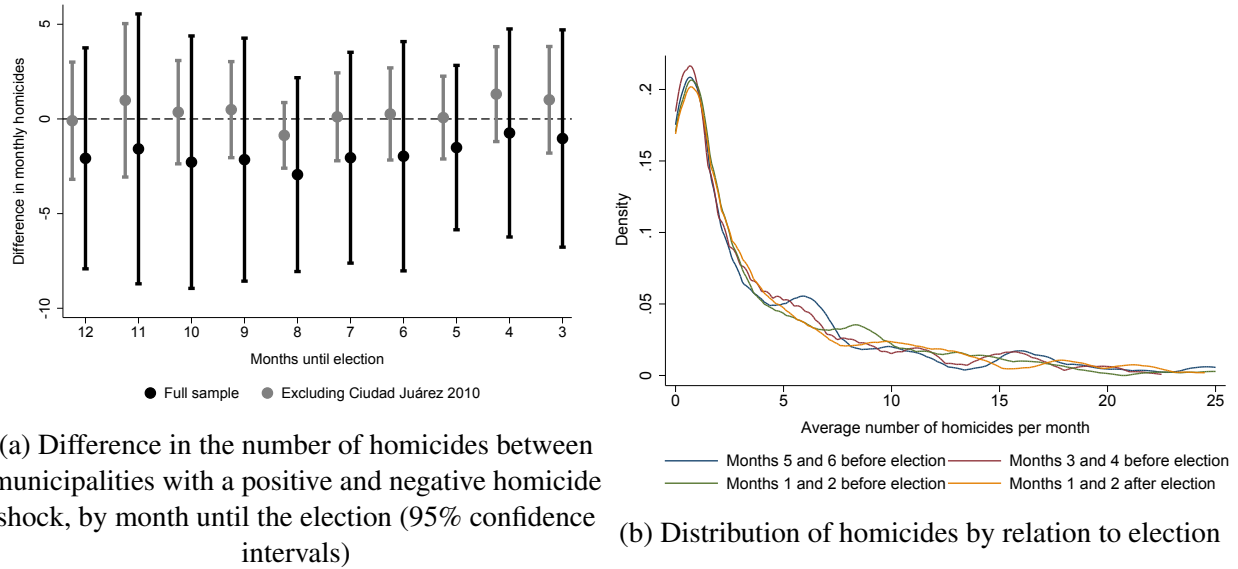 5
0
-5
-10
Difference in monthly homicides
12 11 10 9 8 7 6 5 4 3
Months until election
Full sample Excluding Ciudad Juárez 2010
(a) Difference in the number of homicides between
municipalities with a positive and negative homicide
shock, by month until the election (95% confidence
intervals)
.2
.15
.1
.05
0
Density
0 5 10 15 20 25
Average number of homicides per month
Months 5 and 6 before election Months 3 and 4 before election
Months 1 and 2 before election Months 1 and 2 after election
(b) Distribution of homicides by relation to election